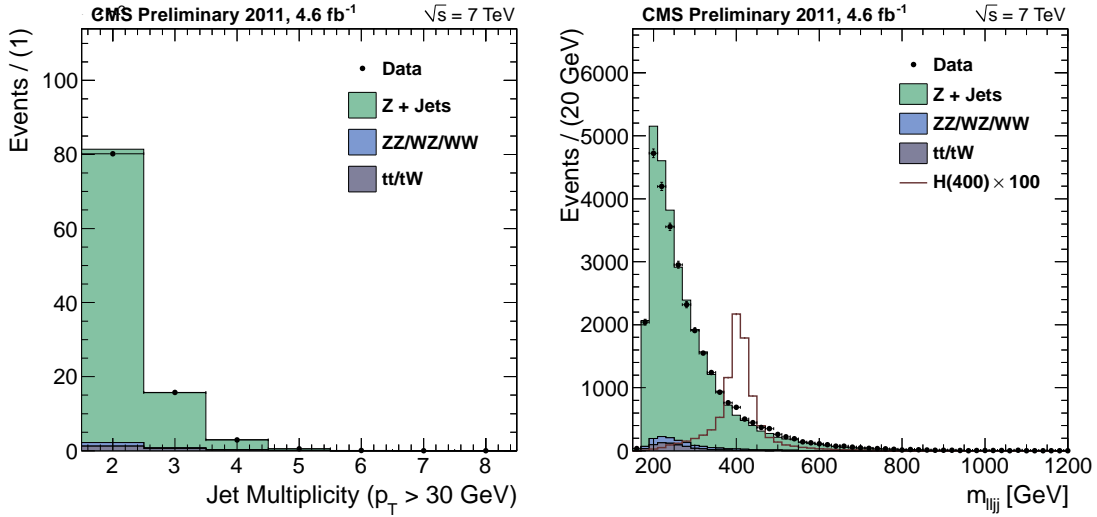 CMS Preliminary 2011, 4.6 fb-1 √s = 7 TeV
Events / (1)
100
80
60
40
20
0
Data
Z + Jets
ZZ/WZ/WW
tt/tW
2 3 4 5 6 7 8
Jet Multiplicity (pT > 30 GeV)
CMS Preliminary 2011, 4.6 fb-1 √s = 7 TeV
Events / (20 GeV)
6000
5000
4000
3000
2000
1000
0
Data
Z + Jets
ZZ/WZ/WW
tt/tW
H(400) × 100
200 400 600 800 1000 1200
mlljj [GeV]